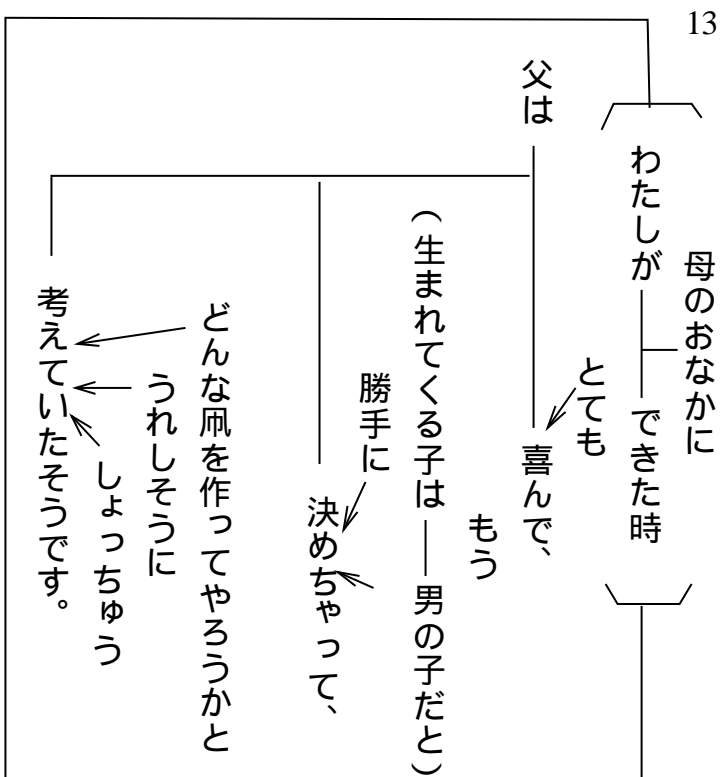 13
母のおなかに
わたしが
できた時
とても
父は
喜んで、
もう
(生まれてくる子は
男の子だと)
勝手に
決めちゃって、
どんな凧を作ってやろうかと
うれしそうに
しょっちゅう
考えていたそうです。